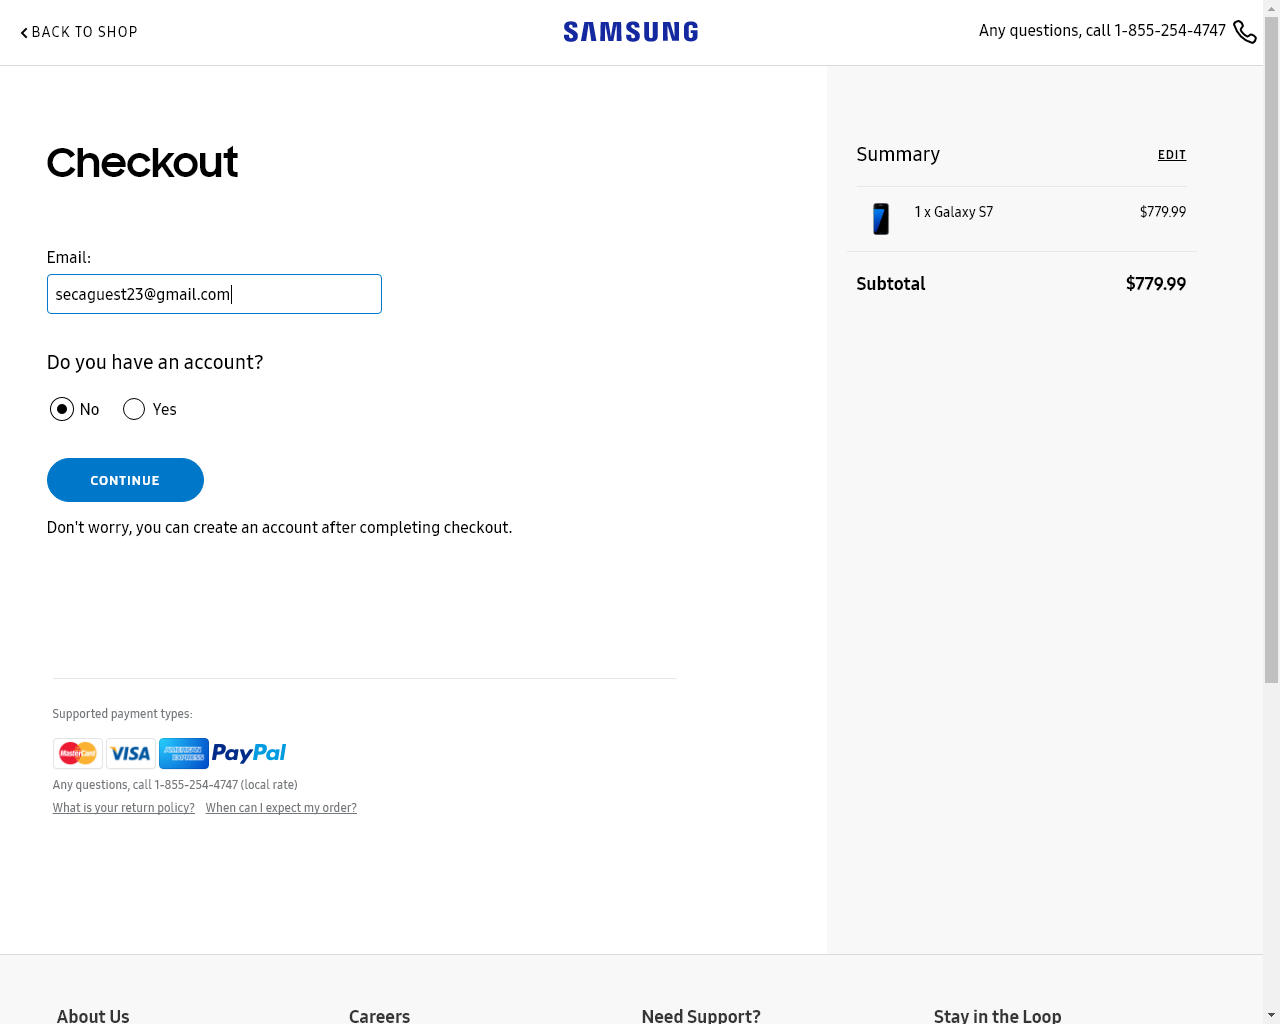 BACK TO SHOP
SAMSUNG
Any questions, call 1-855-254-4747
Checkout
Summary
EDIT
1 x Galaxy S7
$779.99
Subtotal
$779.99
Email:
secaguest23@gmail.com
Do you have an account?
No
Yes
CONTINUE
Don't worry, you can create an account after completing checkout.
Supported payment types:
MasterCard
VISA
AMERICAN EXPRESS
PayPal
Any questions, call 1-855-254-4747 (local rate)
What is your return policy? When can I expect my order?
About Us
Careers
Need Support?
Stay in the Loop